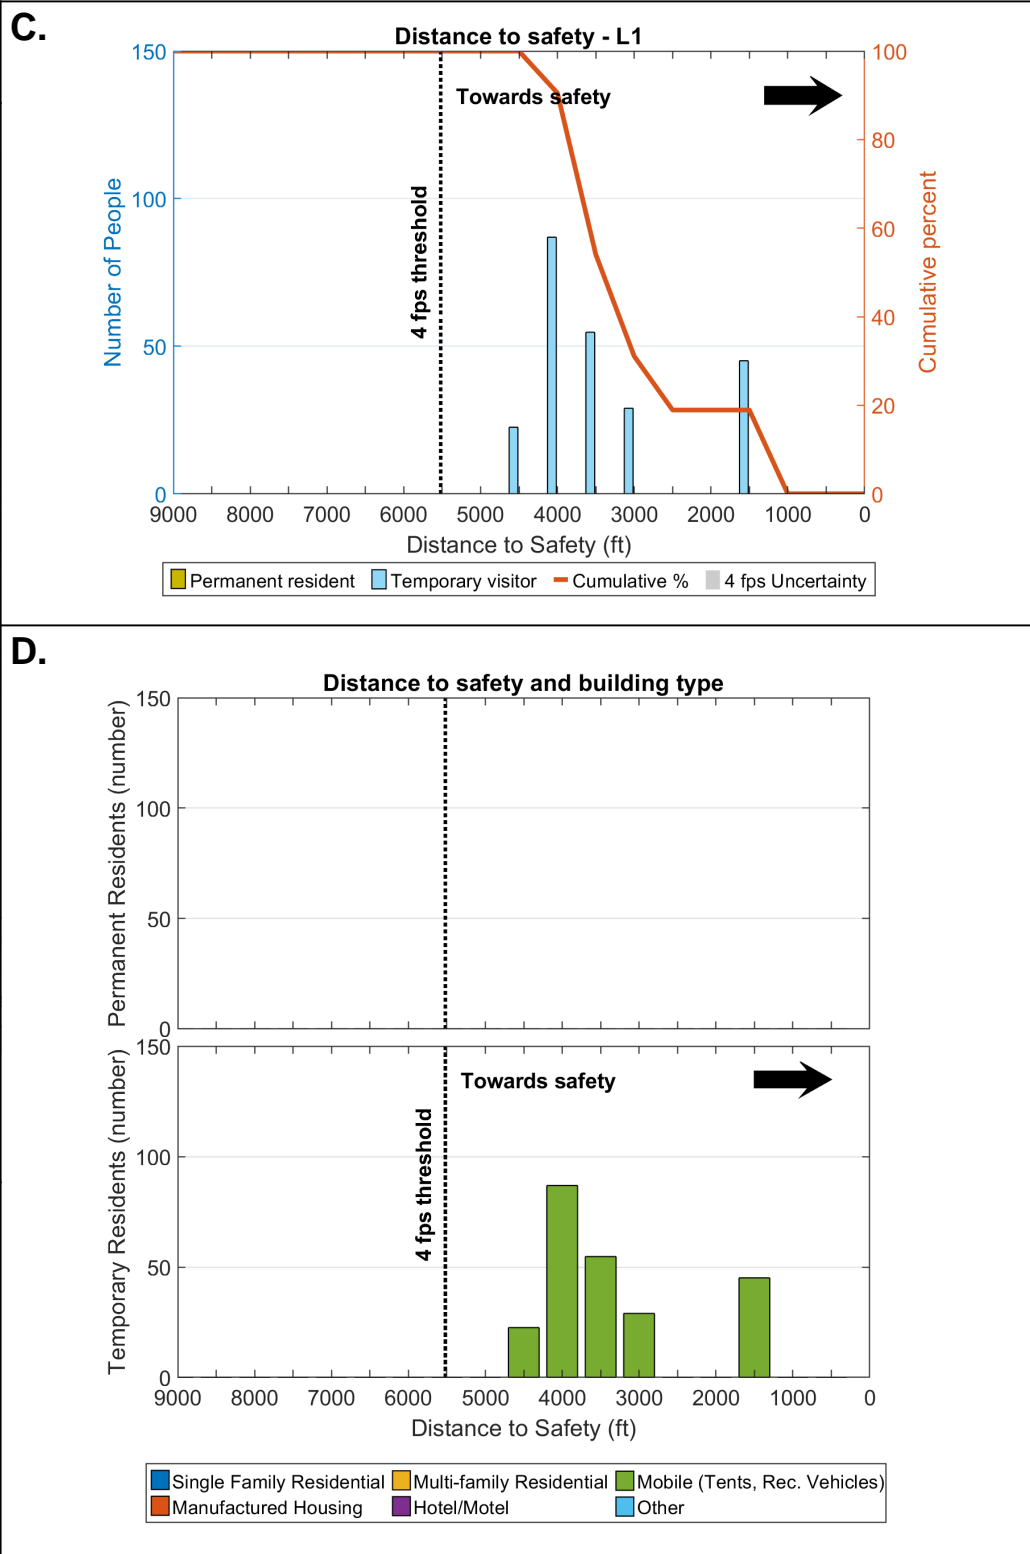 C.
Distance to safety - L1
150
100
50
0
Number of People
100
80
60
40
20
0
Cumulative percent
Towards safety
4 fps threshold
9000 8000 7000 6000 5000 4000 3000 2000 1000 0
Distance to Safety (ft)
Permanent resident Temporary visitor Cumulative % 4 fps Uncertainty
D.
Distance to safety and building type
150
100
50
0
Permanent Residents (number)
150
100
50
0
Temporary Residents (number)
Towards safety
4 fps threshold
9000 8000 7000 6000 5000 4000 3000 2000 1000 0
Distance to Safety (ft)
Single Family Residential Multi-family Residential Mobile (Tents, Rec. Vehicles)
Manufactured Housing Hotel/Motel Other